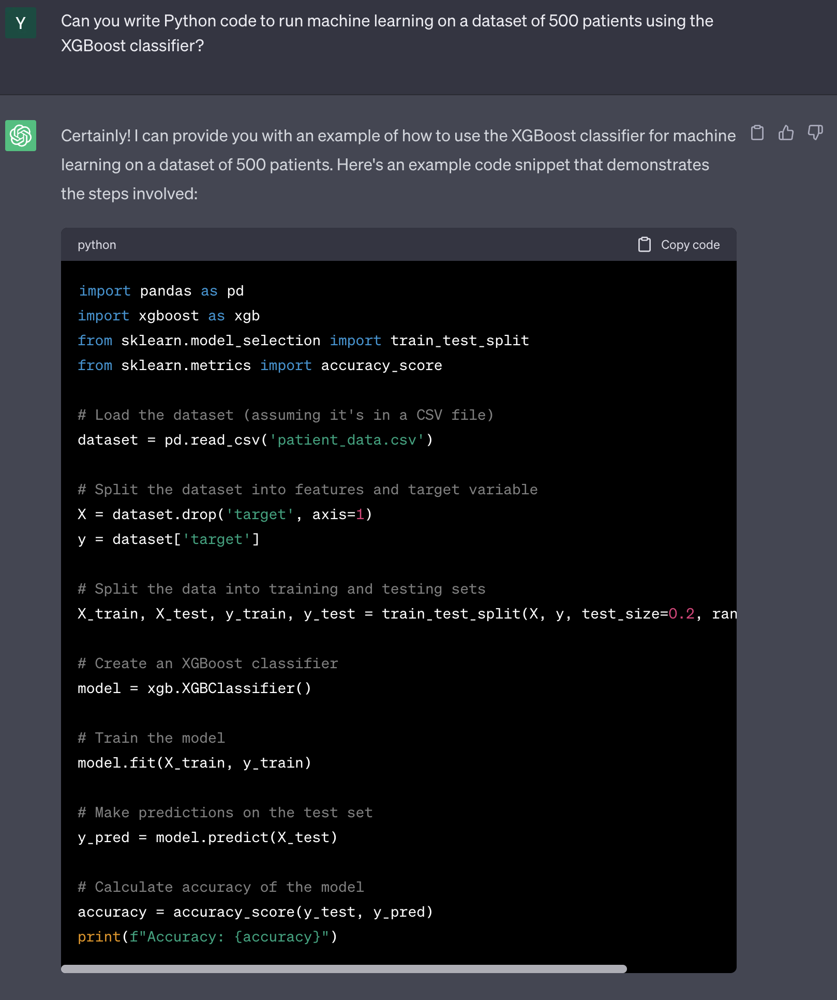 Y
Can you write Python code to run machine learning on a dataset of 500 patients using the
XGBoost classifier?
Certainly! I can provide you with an example of how to use the XGBoost classifier for machine
learning on a dataset of 500 patients. Here's an example code snippet that demonstrates
the steps involved:
python
Copy code
import pandas as pd
import xgboost as xgb
from sklearn.model_selection import train_test_split
from sklearn.metrics import accuracy_score
# Load the dataset (assuming it's in a CSV file)
dataset = pd.read_csv('patient_data.csv')
# Split the dataset into features and target variable
X = dataset.drop('target', axis=1)
y = dataset['target']
# Split the data into training and testing sets
X_train, X_test, y_train, y_test = train_test_split(X, y, test_size=0.2, ran
# Create an XGBoost classifier
model = xgb.XGBClassifier()
# Train the model
model.fit(X_train, y_train)
# Make predictions on the test set
y_pred = model.predict(X_test)
# Calculate accuracy of the model
accuracy = accuracy_score(y_test, y_pred)
print(f"Accuracy: {accuracy}")